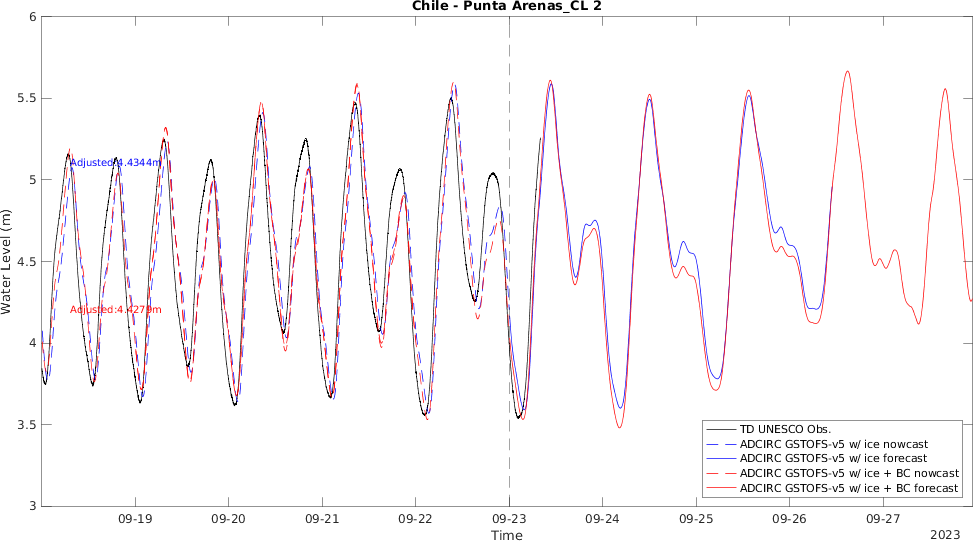 Chile - Punta Arenas_CL 2
6
5.5
5
4.5
4
3.5
3
Water Level (m)
Adjusted:4.4344m
Adjusted:4.4279m
TD UNESCO Obs.
ADCIRC GSTOFS-v5 w/ ice nowcast
ADCIRC GSTOFS-v5 w/ ice forecast
ADCIRC GSTOFS-v5 w/ ice + BC nowcast
ADCIRC GSTOFS-v5 w/ ice + BC forecast
09-19 09-20 09-21 09-22 09-23 09-24 09-25 09-26 09-27
Time
2023